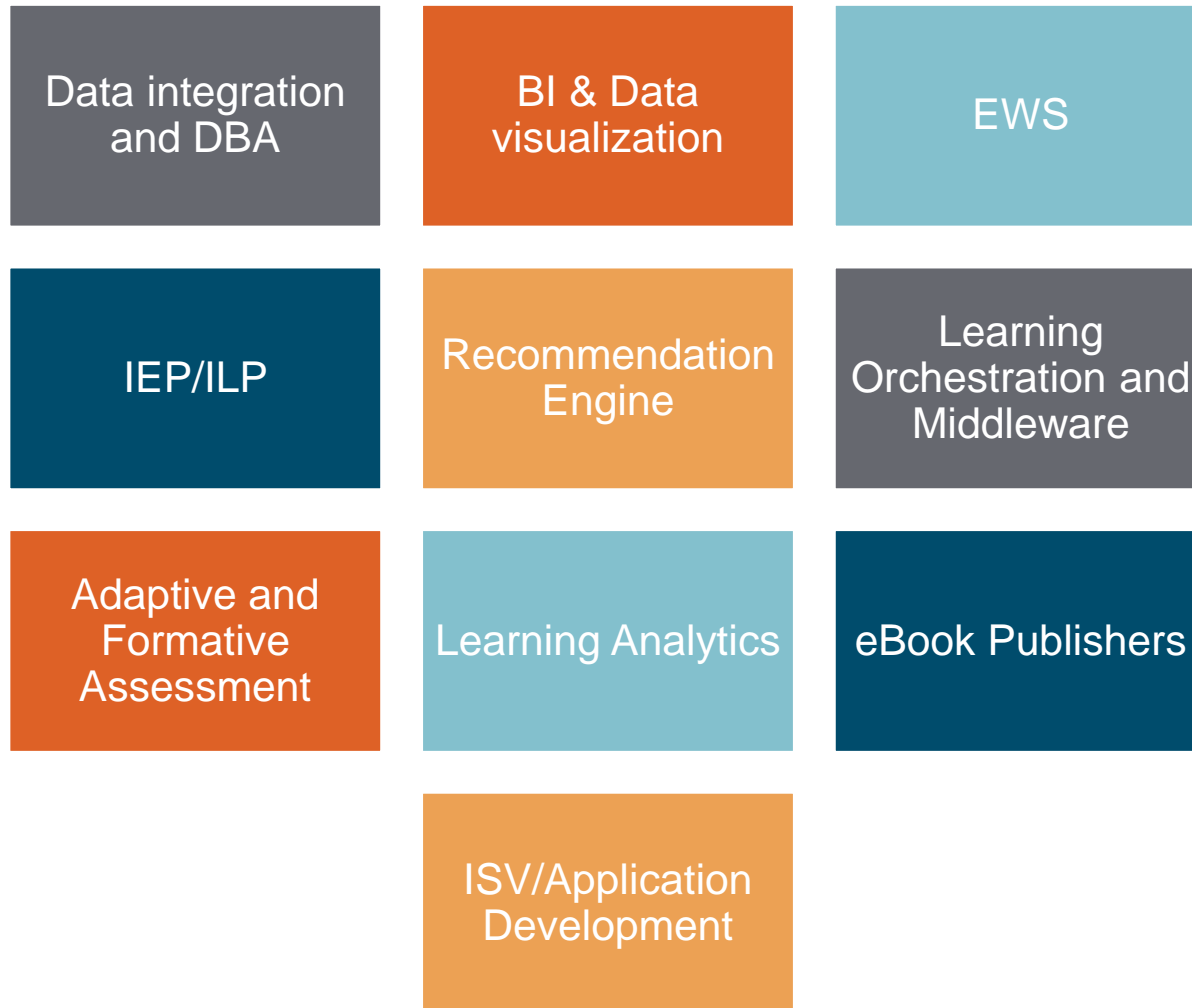 Data integration
and DBA
BI & Data
visualization
EWS
IEP/ILP
Recommendation
Engine
Learning
Orchestration and
Middleware
Adaptive and
Formative
Assessment
Learning Analytics
eBook Publishers
ISV/Application
Development